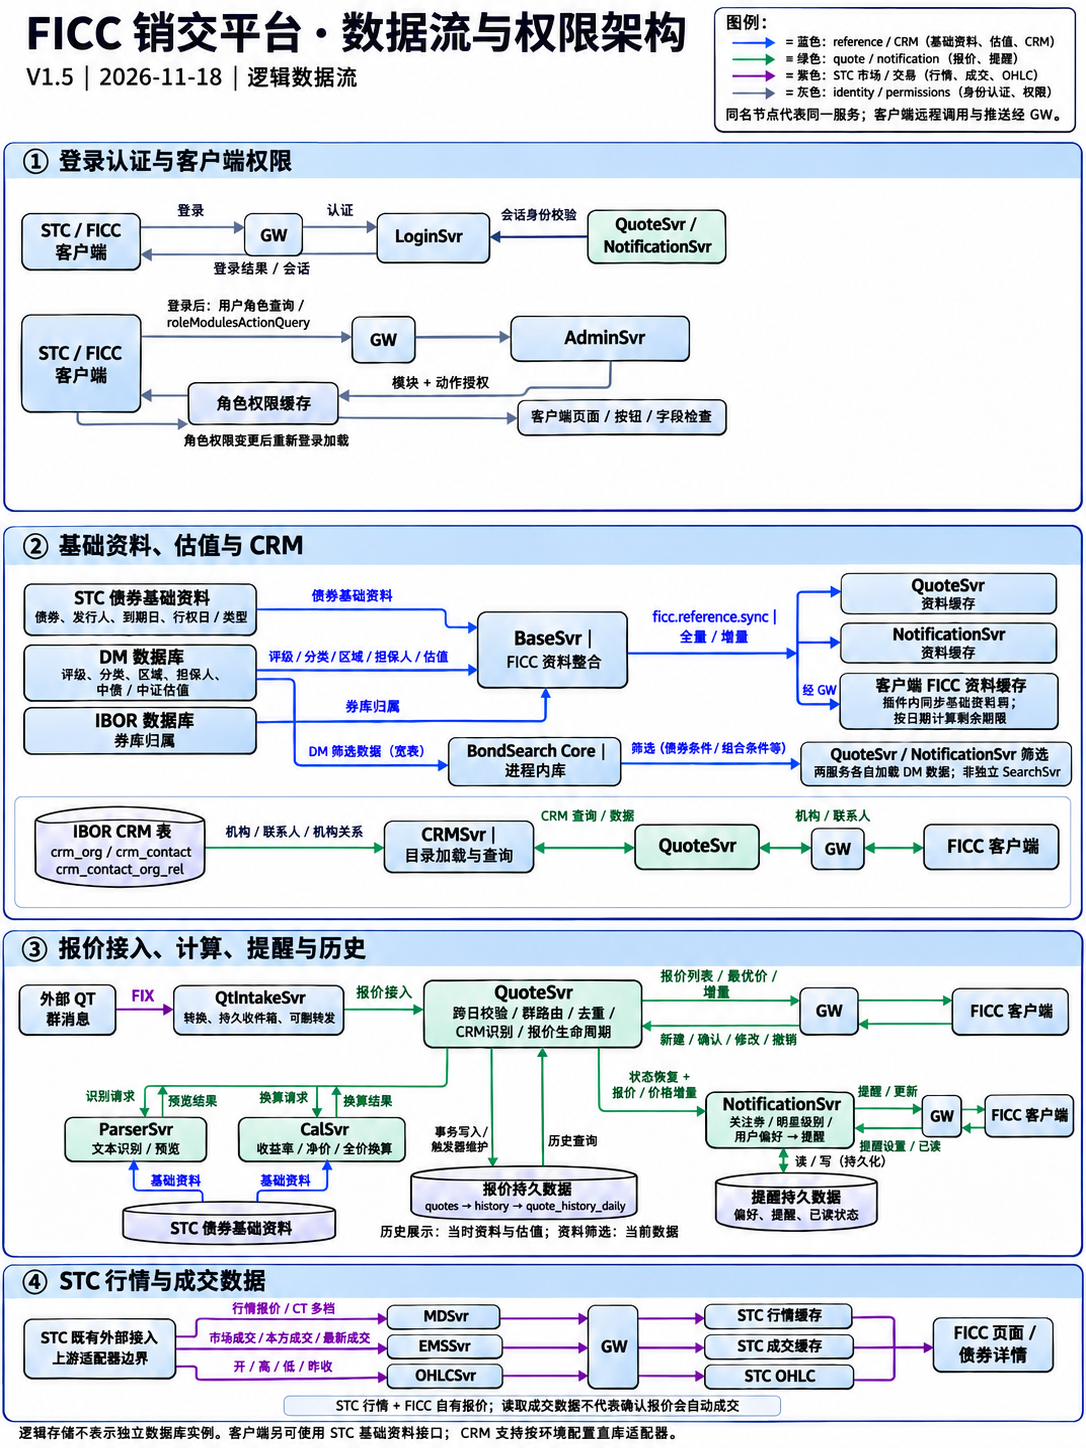 FICC 销交平台 · 数据流与权限架构
V1.5 | 2026-11-18 | 逻辑数据流
图例：
= 蓝色：reference / CRM（基础资料、估值、CRM）
= 绿色：quote / notification（报价、提醒）
= 紫色：STC 市场 / 交易（行情、成交、OHLC）
= 灰色：identity / permissions（身份认证、权限）
同名节点代表同一服务；客户端远程调用与推送经 GW。
① 登录认证与客户端权限
STC / FICC
客户端
登录
GW
认证
LoginSvr
会话身份校验
QuoteSvr /
NotificationSvr
登录结果 / 会话
登录后：用户角色查询 /
roleModulesActionQuery
STC / FICC
客户端
GW
AdminSvr
模块 + 动作授权
角色权限缓存
客户端页面 / 按钮 / 字段检查
角色权限变更后重新登录加载
② 基础资料、估值与 CRM
STC 债券基础资料
债券、发行人、到期日、行权日 / 类型
债券基础资料
DM 数据库
评级、分类、区域、担保人、
中债 / 中证估值
评级 / 分类 / 区域 / 担保人 / 估值
IBOR 数据库
券库归属
券库归属
BaseSvr |
FICC 资料整合
ficc.reference.sync |
全量 / 增量
QuoteSvr
资料缓存
NotificationSvr
资料缓存
经 GW
客户端 FICC 资料缓存
插件内同步基础资料
按日期计算剩余期限
DM 筛选数据（宽表）
BondSearch Core |
进程内库
筛选（债券条件 / 组合条件等）
QuoteSvr / NotificationSvr 筛选
两服务各自加载 DM 数据；非独立 SearchSvr
IBOR CRM 表
crm_org / crm_contact
crm_contact_org_rel
机构 / 联系人 / 机构关系
CRMSvr |
目录加载与查询
CRM 查询 / 数据
QuoteSvr
机构 / 联系人
GW
FICC 客户端
③ 报价接入、计算、提醒与历史
外部 QT
群消息
FIX
QtIntakeSvr
转换、持久收件箱、可删转发
报价接入
QuoteSvr
跨日校验 / 群路由 / 去重 /
CRM识别 / 报价生命周期
报价列表 / 最优价 /
增量
GW
FICC 客户端
新建 / 确认 / 修改 / 撤销
识别请求
预览结果
换算请求
换算结果
ParserSvr
文本识别 / 预览
CalSvr
收益率 / 净价 / 全价换算
基础资料
基础资料
STC 债券基础资料
事务写入 /
触发器维护
历史查询
报价持久数据
quotes → history → quote_history_daily
历史展示：当时资料与估值；资料筛选：当前数据
状态恢复 +
报价 / 价格增量
NotificationSvr
关注券 / 明星级别 /
用户偏好 → 提醒
提醒 / 更新
GW
FICC 客户端
提醒设置 / 已读
读 / 写（持久化）
提醒持久数据
偏好、提醒、已读状态
④ STC 行情与成交数据
STC 既有外部接入
上游适配器边界
行情报价 / CT 多档
市场成交 / 本方成交 / 最新成交
开 / 高 / 低 / 昨收
MDSvr
EMSSvr
OHLCSvr
GW
STC 行情缓存
STC 成交缓存
STC OHLC
FICC 页面 /
债券详情
STC 行情 + FICC 自有报价；读取成交数据不代表确认报价会自动成交
逻辑存储不表示独立数据库实例。客户端另可使用 STC 基础资料接口；CRM 支持按环境配置直库适配器。